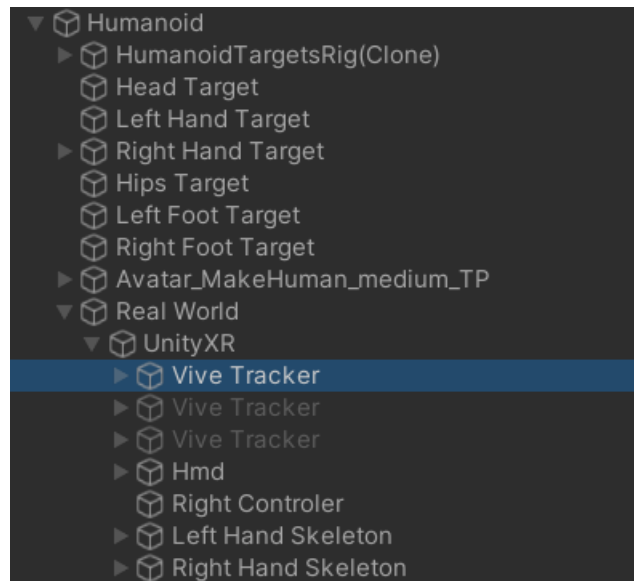 Humanoid
HumanoidTargetsRig(Clone)
Head Target
Left Hand Target
Right Hand Target
Hips Target
Left Foot Target
Right Foot Target
Avatar_MakeHuman_medium_TP
Real World
UnityXR
Vive Tracker
Vive Tracker
Vive Tracker
Hmd
Right Controler
Left Hand Skeleton
Right Hand Skeleton